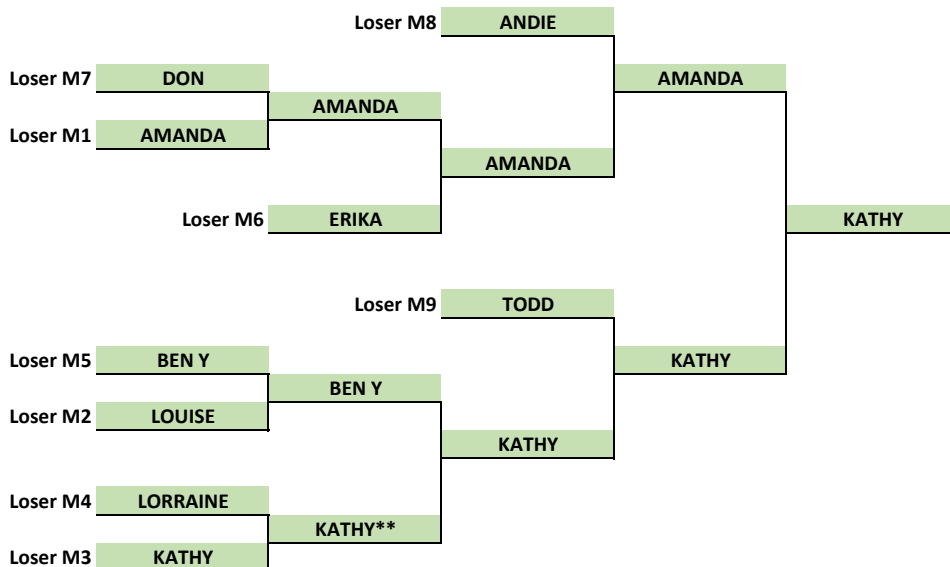 Loser M8 ANDIE
Loser M7 DON AMANDA
AMANDA
Loser M1 AMANDA
AMANDA
Loser M6 ERIKA KATHY
Loser M9 TODD
Loser M5 BEN Y KATHY
BEN Y
Loser M2 LOUISE
KATHY
Loser M4 LORRAINE
KATHY**
Loser M3 KATHY